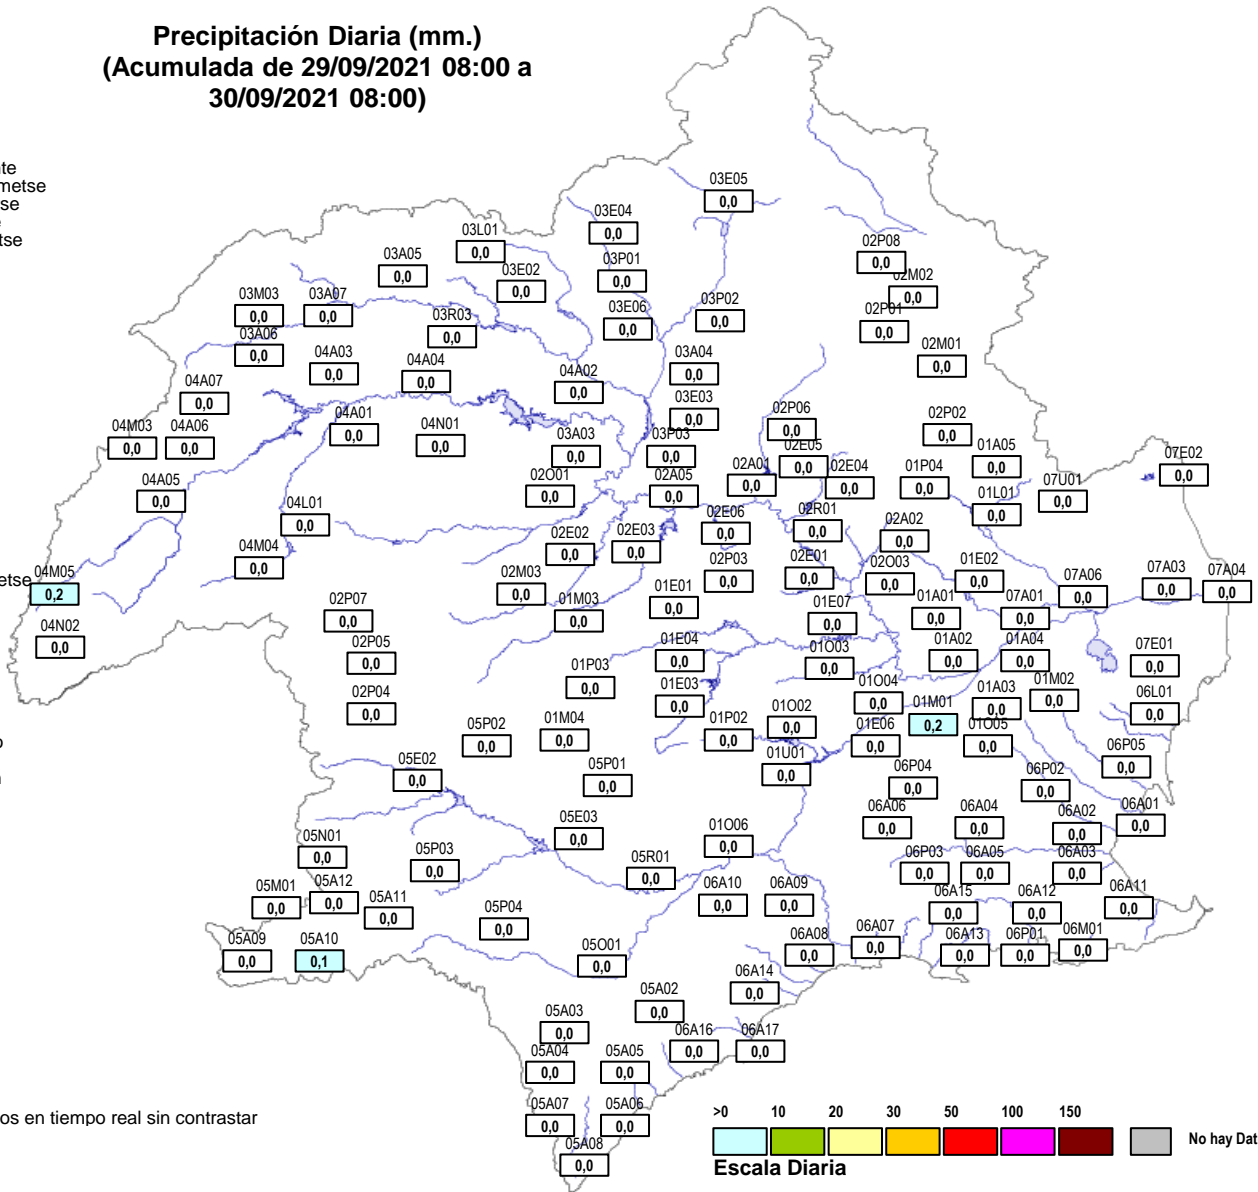 Precipitación Diaria (mm.)
(Acumulada de 29/09/2021 08:00 a
30/09/2021 08:00)
metse
se
tse
etse
03E05
0,0
03E04
0,0
03L01
0,0
03P01
0,0
03A05
0,0
03E02
0,0
02P08
0,0
02M02
0,0
03M03
0,0
03A07
0,0
03R03
0,0
03E06
0,0
03P02
0,0
02P01
0,0
03A06
0,0
04A03
0,0
04A04
0,0
04A02
0,0
03A04
0,0
02M01
0,0
04A07
0,0
03E03
0,0
04M03
0,0
04A06
0,0
04A01
0,0
04N01
0,0
03A03
0,0
03P03
0,0
02P06
0,0
02P02
0,0
02E05
0,0
01A05
0,0
07E02
0,0
04A05
0,0
02O01
0,0
02A05
0,0
02A01
0,0
02E04
0,0
01P04
0,0
07U01
0,0
01L01
0,0
04L01
0,0
02E06
0,0
02R01
0,0
02A02
0,0
04M04
0,0
02E02
0,0
02E03
0,0
04M05
0,2
02M03
0,0
02P03
0,0
02E01
0,0
02O03
0,0
01E02
0,0
07A06
0,0
07A03
0,0
07A04
0,0
04N02
0,0
02P07
0,0
01M03
0,0
01E01
0,0
01E07
0,0
01A01
0,0
07A01
0,0
02P05
0,0
01E04
0,0
01O03
0,0
01A02
0,0
01A04
0,0
07E01
0,0
02P04
0,0
01P03
0,0
01E03
0,0
01O04
0,0
01M01
0,2
01A03
0,0
01M02
0,0
06L01
0,0
05P02
0,0
01M04
0,0
01P02
0,0
01O02
0,0
01E06
0,0
01O05
0,0
05E02
0,0
05P01
0,0
01U01
0,0
06P04
0,0
06P02
0,0
06P05
0,0
05N01
0,0
05P03
0,0
05E03
0,0
01O06
0,0
06A06
0,0
06A04
0,0
06A02
0,0
06A01
0,0
05M01
0,0
05A12
0,0
05A11
0,0
05R01
0,0
06P03
0,0
06A05
0,0
06A03
0,0
05P04
0,0
06A10
0,0
06A09
0,0
06A15
0,0
06A12
0,0
06A11
0,0
05A09
0,0
05A10
0,1
05O01
0,0
06A08
0,0
06A07
0,0
06A13
0,0
06P01
0,0
06M01
0,0
05A03
0,0
05A02
0,0
06A14
0,0
05A04
0,0
05A05
0,0
06A16
0,0
06A17
0,0
05A07
0,0
05A06
0,0
05A08
0,0
os en tiempo real sin contrastar
>0 10 20 30 50 100 150
No hay Dat
Escala Diaria